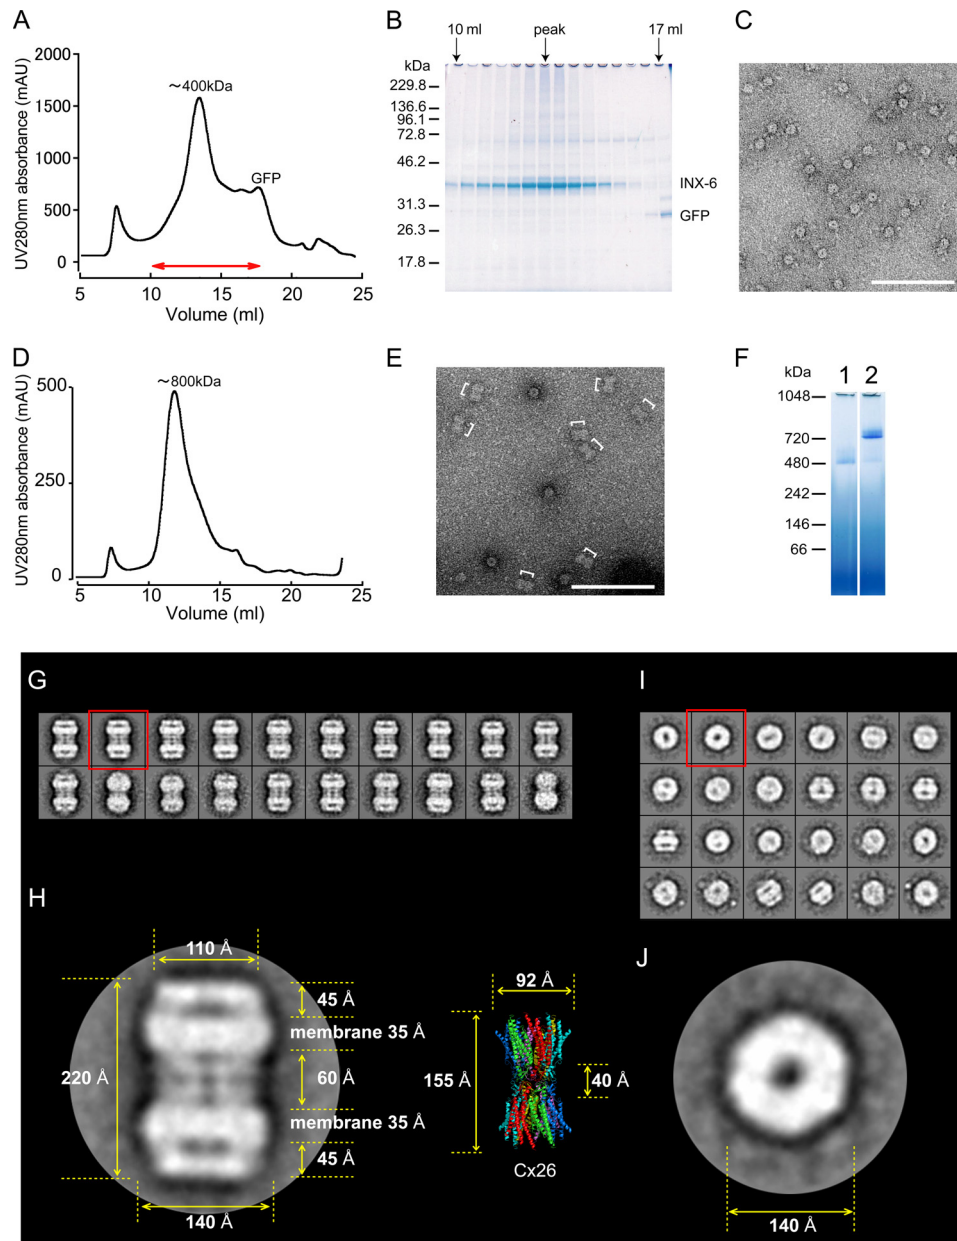 A
UV280nm absorbance (mAU)
2000
1500
1000
500
0
~400kDa
GFP
5 10 15 20 25
Volume (ml)
B
10 ml peak 17 ml
kDa
229.8
136.6
96.1
72.8
46.2
31.3
26.3
17.8
INX-6
GFP
C
D
UV280nm absorbance (mAU)
500
250
0
~800kDa
5 10 15 20 25
Volume (ml)
E
F
kDa 1 2
1048
720
480
242
146
66
G
I
H
110 Å
45 Å
membrane 35 Å
220 Å
60 Å
membrane 35 Å
45 Å
140 Å
92 Å
155 Å
40 Å
Cx26
J
140 Å